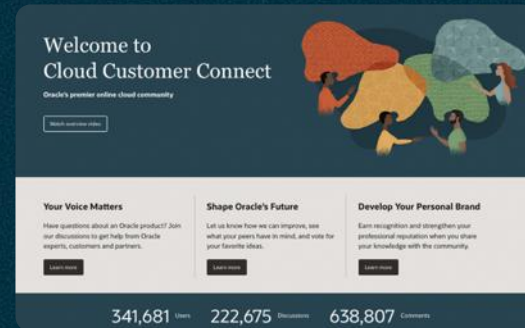 Welcome to
Cloud Customer Connect
Oracle's premier online cloud community
Watch overview video
Your Voice Matters
Have questions about an Oracle product? Join
our discussions to get help from Oracle
experts, customers and partners.
Learn more
Shape Oracle's Future
Let us know how we can improve, see
what your peers have in mind, and vote for
your favorite ideas.
Learn more
Develop Your Personal Brand
Earn recognition and strengthen your
professional reputation when you share
your knowledge with the community.
Learn more
341,681 Users 222,675 Discussions 638,807 Comments